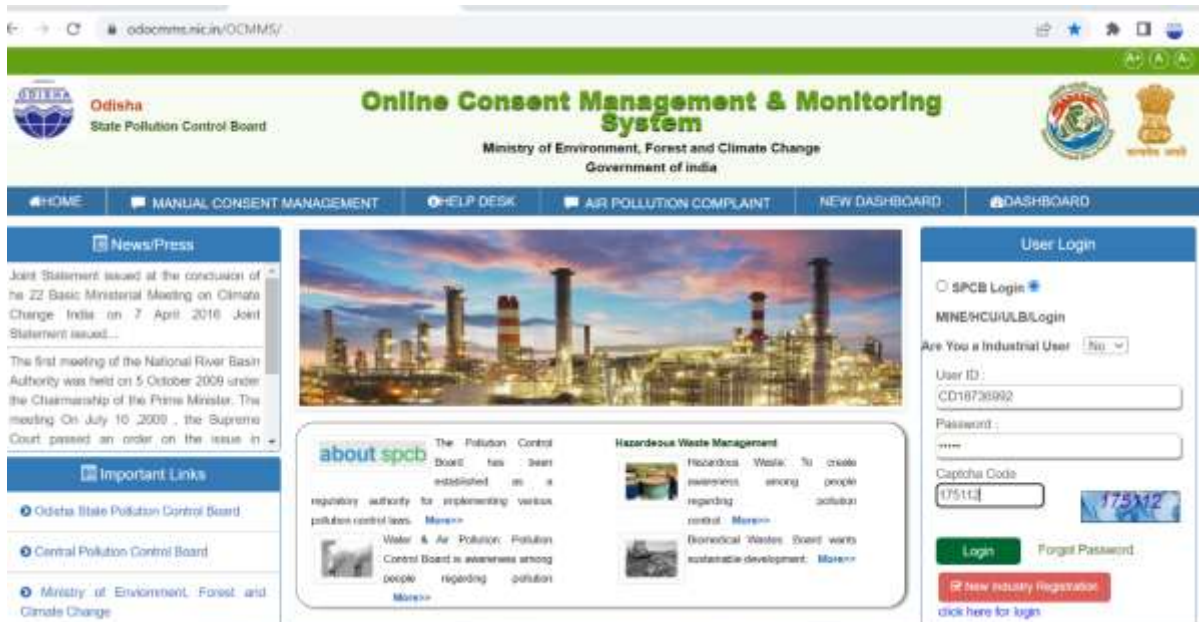 odocmms.nic.in/OCMMS/
A+ A A-
ODISHA
Odisha
State Pollution Control Board
Online Consent Management & Monitoring
System
Ministry of Environment, Forest and Climate Change
Government of india
सत्यमेव जयते
HOME
MANUAL CONSENT MANAGEMENT
HELP DESK
AIR POLLUTION COMPLAINT
NEW DASHBOARD
DASHBOARD
News/Press
Joint Statement issued at the conclusion of
he 22 Basic Ministerial Meeting on Climate
Change India on 7 April 2016 Joint
Statement issued....
The first meeting of the National River Basin
Authority was held on 5 October 2009 under
the Chairmanship of the Prime Minister. The
meeting On July 10 ,2009 , the Supreme
Court passed an order on the issue in
Important Links
Odisha State Pollution Control Board
Central Pollution Control Board
Ministry of Enviornment, Forest and
Climate Change
about spcb
The Pollution Control
Board has been
established as a
regulatory authority for implementing various
pollution control laws. More>>
Water & Air Pollution: Pollution
Control Board is awareness among
people regarding pollution
More>>
Hazardeous Waste Management
Hazardous Waste: To create
awareness among people
regarding pollution
control More>>
Biomedical Wastes: Board wants
sustainable development. More>>
User Login
SPCB Login
MINE/HCU/ULB/Login
Are You a Industrial User No
User ID :
CD18736992
Password :
•••••
Captcha Code
175112
175112
Login
Forgot Password
New Industry Registration
click here for login